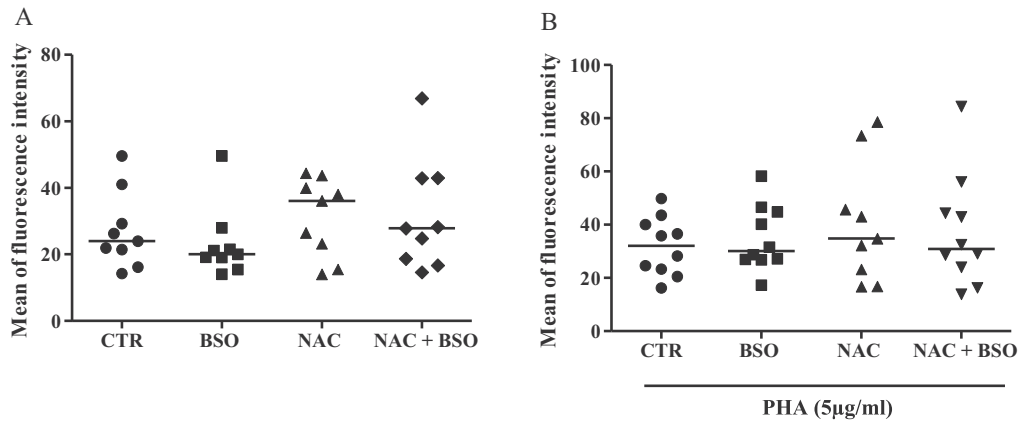 A
Mean of fluorescence intensity
80
60
40
20
0
CTR BSO NAC NAC + BSO
B
Mean of fluorescence intensity
100
80
60
40
20
0
CTR BSO NAC NAC + BSO
PHA (5µg/ml)